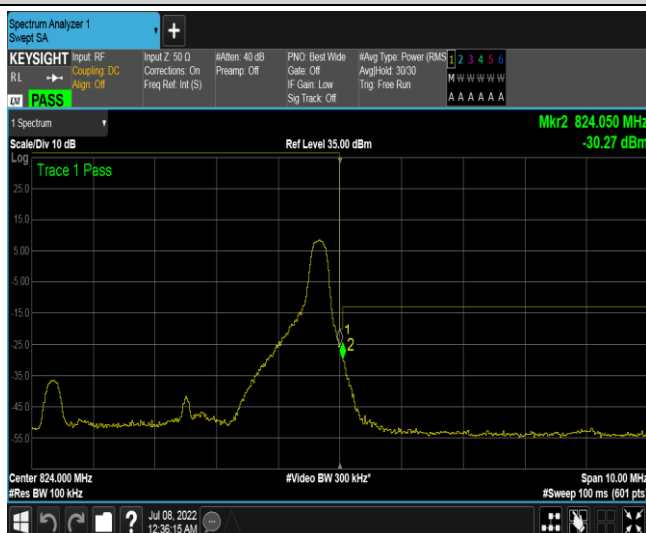 Spectrum Analyzer 1
Swept SA
+
KEYSIGHT
Input: RF
Input Z: 50 Ω
#Atten: 40 dB
PNO: Best Wide
#Avg Type: Power (RMS
1 2 3 4 5 6
RL
Coupling: DC
Corrections: On
Preamp: Off
Gate: Off
Avg|Hold: 30/30
M W W W W W
Align: Off
Freq Ref: Int (S)
IF Gain: Low
Trig: Free Run
LXI PASS
Sig Track: Off
A A A A A A
1 Spectrum
Mkr2 824.050 MHz
Scale/Div 10 dB
Ref Level 35.00 dBm
-30.27 dBm
Log
Trace 1 Pass
25.0
15.0
5.00
-5.00
-15.0
1
-25.0
2
-35.0
-45.0
-55.0
Center 824.000 MHz
#Video BW 300 kHz*
Span 10.00 MHz
#Res BW 100 kHz
#Sweep 100 ms (601 pts)
?
Jul 08, 2022
12:36:15 AM